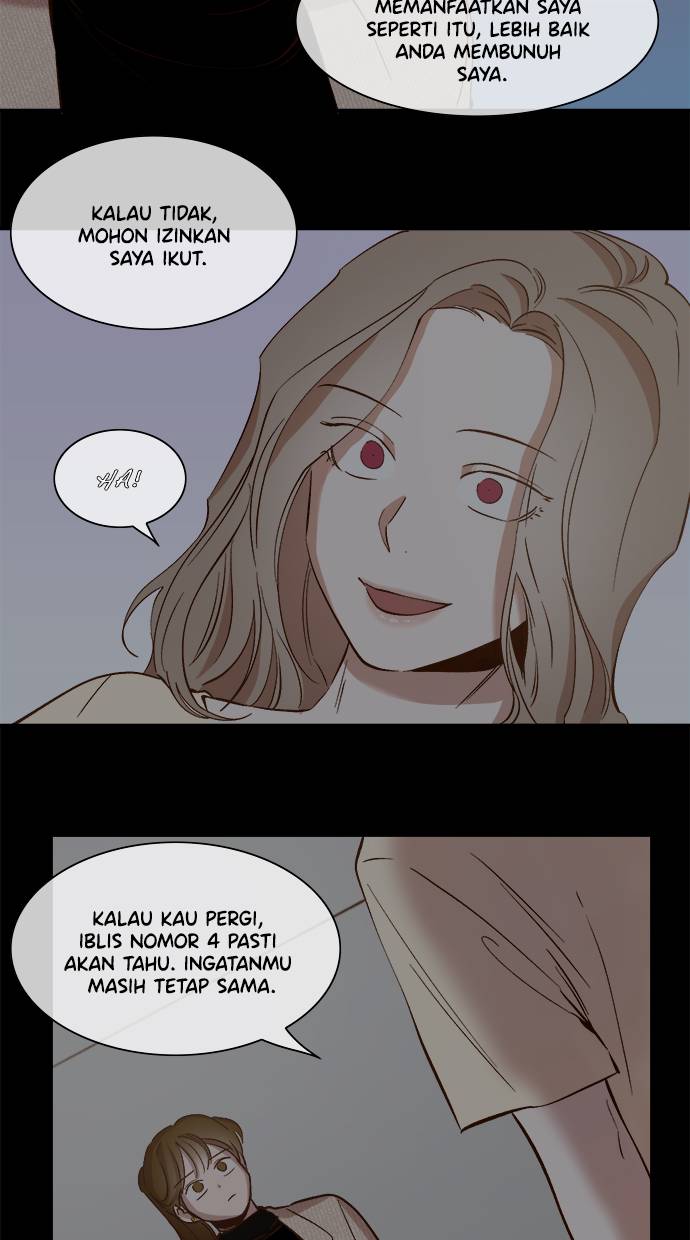 MEMANFAATKAN SAYA
SEPERTI ITU, LEBIH BAIK
ANDA MEMBUNUH
SAYA.
KALAU TIDAK,
MOHON IZINKAN
SAYA IKUT.
HA!
KALAU KAU PERGI,
IBLIS NOMOR 4 PASTI
AKAN TAHU. INGATANMU
MASIH TETAP SAMA.